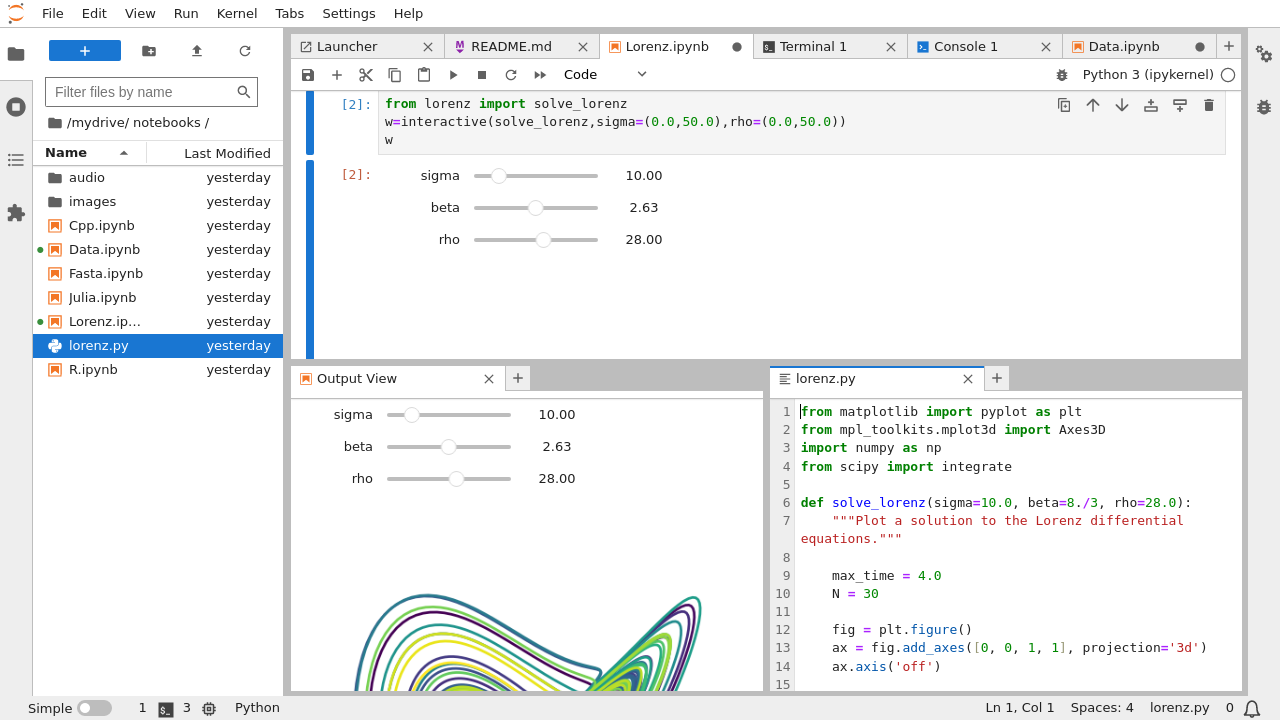 File Edit View Run Kernel Tabs Settings Help
Filter files by name
/mydrive/ notebooks /
Name Last Modified
audio yesterday
images yesterday
Cpp.ipynb yesterday
Data.ipynb yesterday
Fasta.ipynb yesterday
Julia.ipynb yesterday
Lorenz.ip... yesterday
lorenz.py yesterday
R.ipynb yesterday
Launcher README.md Lorenz.ipynb Terminal 1 Console 1 Data.ipynb
Code Python 3 (ipykernel)
[2]: from lorenz import solve_lorenz
w=interactive(solve_lorenz,sigma=(0.0,50.0),rho=(0.0,50.0))
w
[2]: sigma 10.00
beta 2.63
rho 28.00
Output View
sigma 10.00
beta 2.63
rho 28.00
lorenz.py
1 from matplotlib import pyplot as plt
2 from mpl_toolkits.mplot3d import Axes3D
3 import numpy as np
4 from scipy import integrate
5
6 def solve_lorenz(sigma=10.0, beta=8./3, rho=28.0):
7     """Plot a solution to the Lorenz differential
equations."""
8
9     max_time = 4.0
10     N = 30
11
12     fig = plt.figure()
13     ax = fig.add_axes([0, 0, 1, 1], projection='3d')
14     ax.axis('off')
15
Simple 1 3 Python Ln 1, Col 1 Spaces: 4 lorenz.py 0